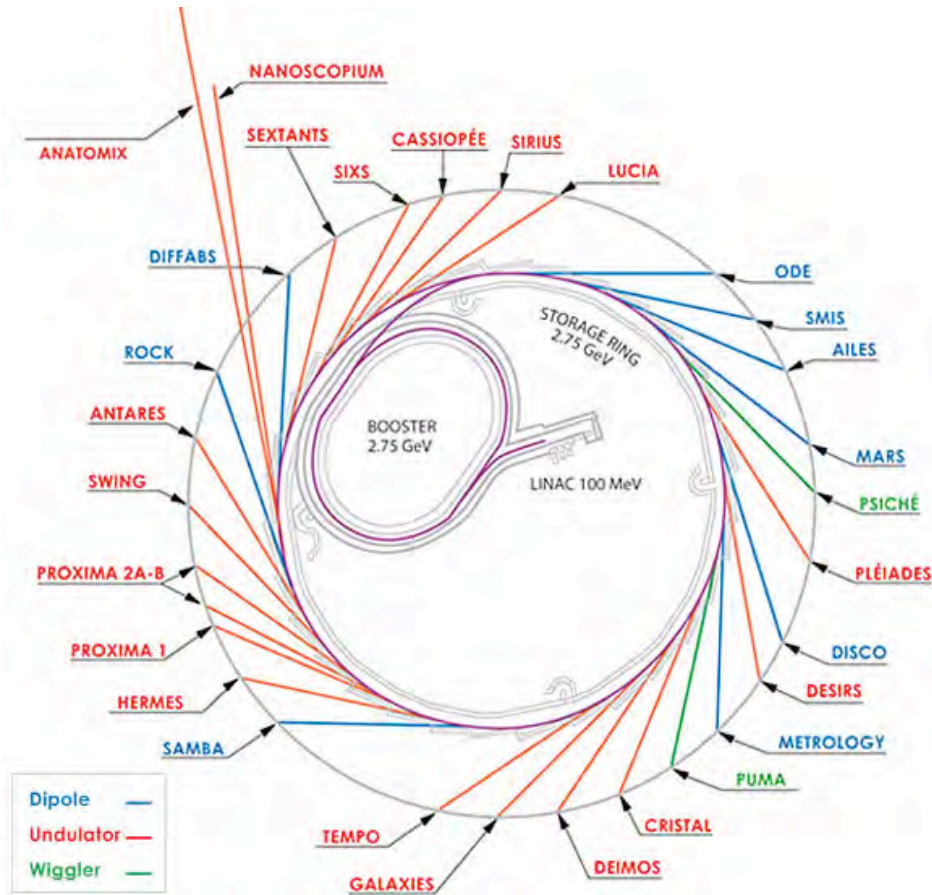 NANOSCOPIUM
ANATOMIX
SEXTANTS
CASSIOPÉE
SIRIUS
SIXS
LUCIA
DIFFABS
ODE
SMIS
ROCK
AILES
ANTARES
STORAGE RING
2.75 GeV
BOOSTER
2.75 GeV
LINAC 100 MeV
MARS
SWING
PSICHÉ
PROXIMA 2A-B
PLÉIADES
PROXIMA 1
DISCO
HERMES
DESIRS
SAMBA
METROLOGY
PUMA
CRISTAL
TEMPO
DEIMOS
GALAXIES
Dipole
Undulator
Wiggler